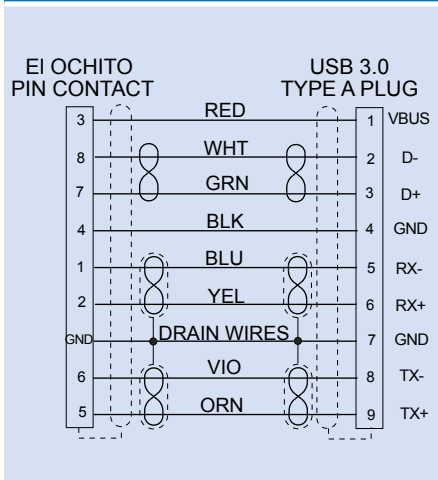 El OCHITO USB 3.0
PIN CONTACT TYPE A PLUG
3 RED 1 VBUS
8 WHT 2 D-
7 GRN 3 D+
4 BLK 4 GND
1 BLU 5 RX-
2 YEL 6 RX+
GND DRAIN WIRES 7 GND
6 VIO 8 TX-
5 ORN 9 TX+